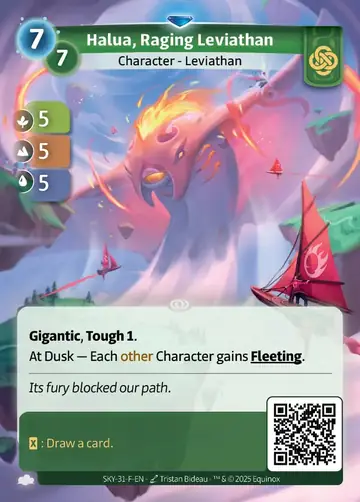 7
7
Halua, Raging Leviathan
Character - Leviathan
5
5
5
Gigantic, Tough 1.
At Dusk — Each other Character gains Fleeting.
Its fury blocked our path.
X : Draw a card.
SKY-31-F-EN - Tristan Bideau - ™ & © 2025 Equinox